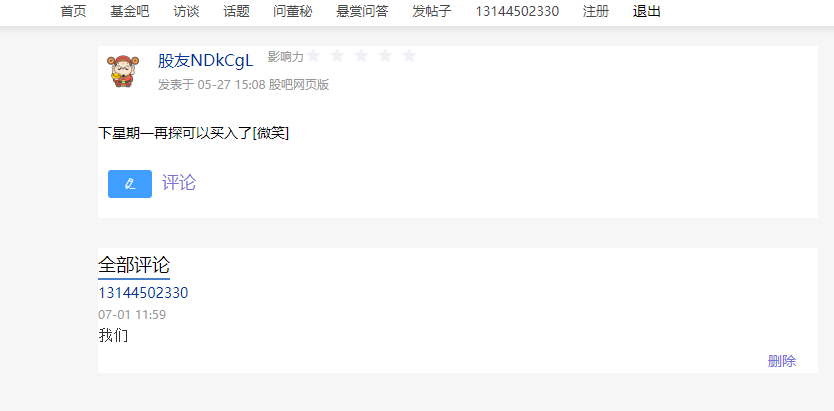 首页 基金吧 访谈 话题 问董秘 悬赏问答 发帖子 13144502330 注册 退出
股友NDkCgL 影响力
发表于 05-27 15:08 股吧网页版
下星期一再探可以买入了[微笑]
评论
全部评论
13144502330
07-01 11:59
我们
删除